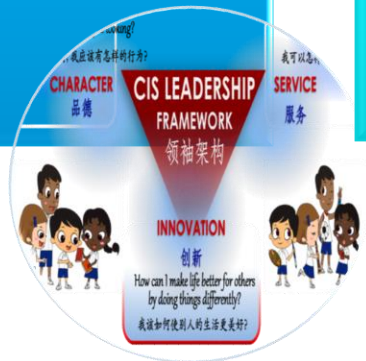 looking?
我应该有怎样的行为?
我可以怎
CHARACTER
品德
CIS LEADERSHIP
FRAMEWORK
领袖架构
SERVICE
服务
INNOVATION
创新
How can I make life better for others
by doing things differently?
我该如何使别人的生活更美好?